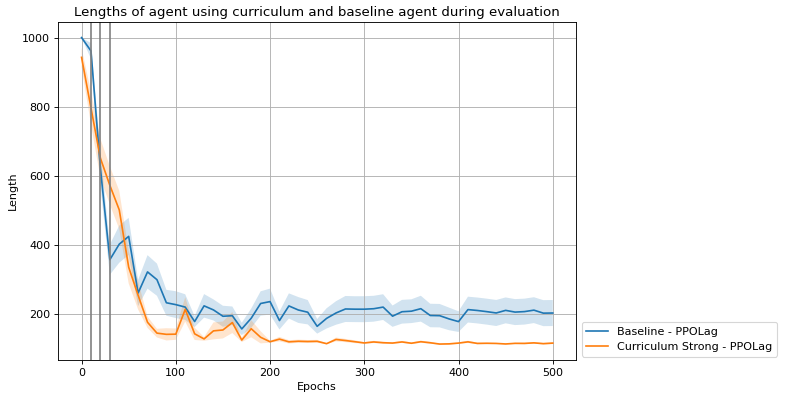 Lengths of agent using curriculum and baseline agent during evaluation
1000
800
600
400
200
Length
0
100
200
300
400
500
Epochs
Baseline - PPOLag
Curriculum Strong - PPOLag